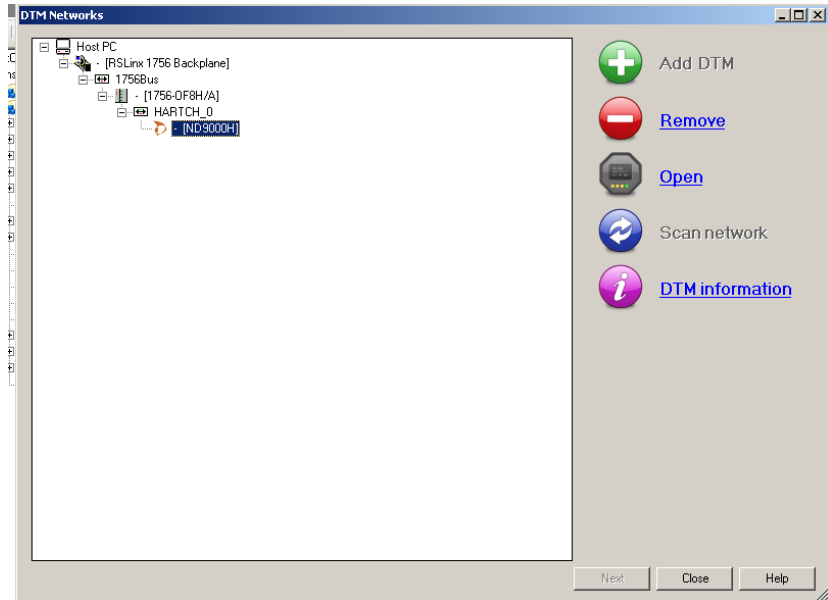 DTM Networks
Host PC
- [RSLinx 1756 Backplane]
1756Bus
- [1756-OF8H/A]
HARTCH_0
- [ND9000H]
Add DTM
Remove
Open
Scan network
DTM information
Next
Close
Help